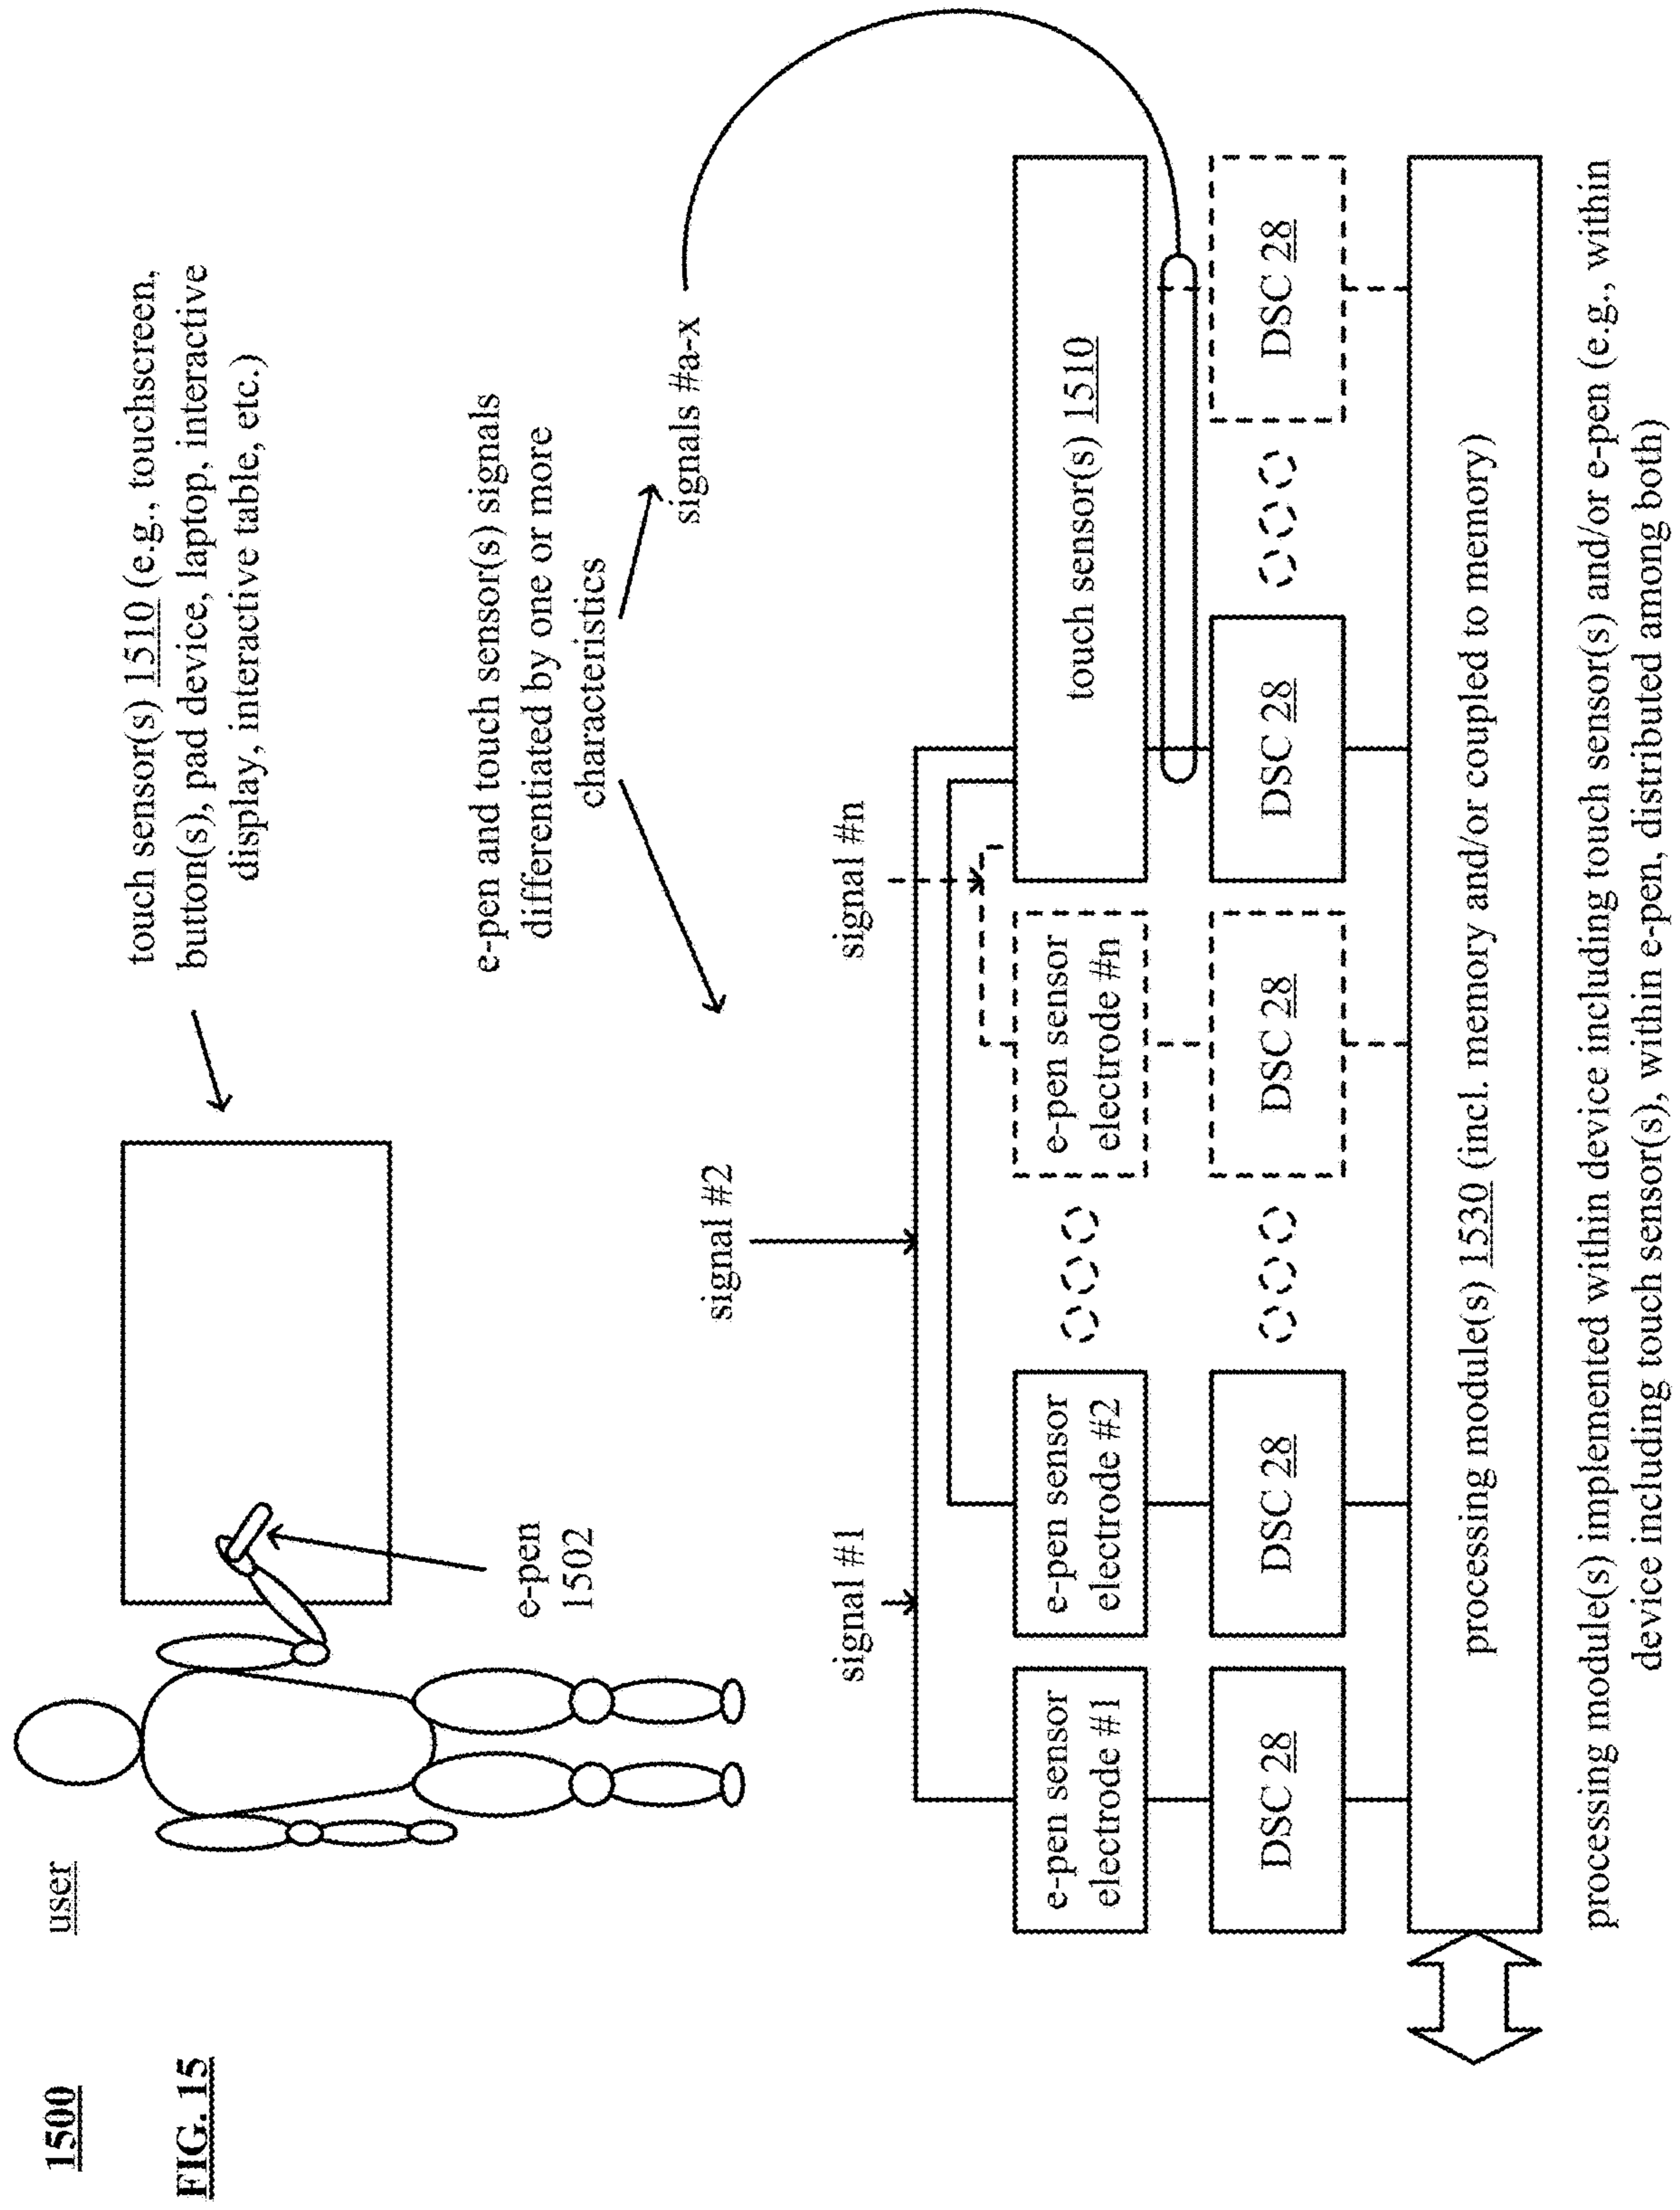 1500
FIG. 15
user
touch sensor(s) 1510 (e.g., touchscreen,
button(s), pad device, laptop, interactive
display, interactive table, etc.)
e-pen
1502
e-pen and touch sensor(s) signals
differentiated by one or more
characteristics
signals #a-x
signal #1
signal #2
signal #n
e-pen sensor
electrode #1
e-pen sensor
electrode #2
e-pen sensor
electrode #n
touch sensor(s) 1510
DSC 28
DSC 28
DSC 28
DSC 28
DSC 28
processing module(s) 1530 (incl. memory and/or coupled to memory)
processing module(s) implemented within device including touch sensor(s) and/or e-pen (e.g., within
device including touch sensor(s), within e-pen, distributed among both)